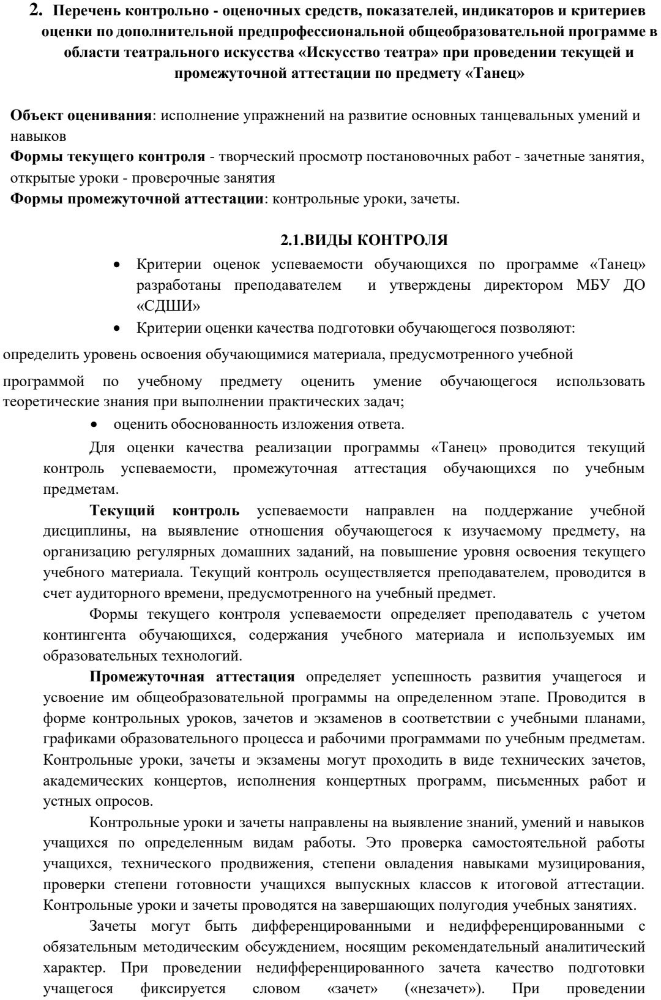 2. Перечень контрольно - оценочных средств, показателей, индикаторов и критериев
оценки по дополнительной предпрофессиональной общеобразовательной программе в
области театрального искусства «Искусство театра» при проведении текущей и
промежуточной аттестации по предмету «Танец»
Объект оценивания: исполнение упражнений на развитие основных танцевальных умений и
навыков
Формы текущего контроля - творческий просмотр постановочных работ - зачетные занятия,
открытые уроки - проверочные занятия
Формы промежуточной аттестации: контрольные уроки, зачеты.
2.1.ВИДЫ КОНТРОЛЯ
• Критерии оценок успеваемости обучающихся по программе «Танец»
разработаны преподавателем и утверждены директором МБУ ДО
«СДШИ»
• Критерии оценки качества подготовки обучающегося позволяют:
определить уровень освоения обучающимися материала, предусмотренного учебной
программой по учебному предмету оценить умение обучающегося использовать
теоретические знания при выполнении практических задач;
• оценить обоснованность изложения ответа.
Для оценки качества реализации программы «Танец» проводится текущий
контроль успеваемости, промежуточная аттестация обучающихся по учебным
предметам.
Текущий контроль успеваемости направлен на поддержание учебной
дисциплины, на выявление отношения обучающегося к изучаемому предмету, на
организацию регулярных домашних заданий, на повышение уровня освоения текущего
учебного материала. Текущий контроль осуществляется преподавателем, проводится в
счет аудиторного времени, предусмотренного на учебный предмет.
Формы текущего контроля успеваемости определяет преподаватель с учетом
контингента обучающихся, содержания учебного материала и используемых им
образовательных технологий.
Промежуточная аттестация определяет успешность развития учащегося и
усвоение им общеобразовательной программы на определенном этапе. Проводится в
форме контрольных уроков, зачетов и экзаменов в соответствии с учебными планами,
графиками образовательного процесса и рабочими программами по учебным предметам.
Контрольные уроки, зачеты и экзамены могут проходить в виде технических зачетов,
академических концертов, исполнения концертных программ, письменных работ и
устных опросов.
Контрольные уроки и зачеты направлены на выявление знаний, умений и навыков
учащихся по определенным видам работы. Это проверка самостоятельной работы
учащихся, технического продвижения, степени овладения навыками музицирования,
проверки степени готовности учащихся выпускных классов к итоговой аттестации.
Контрольные уроки и зачеты проводятся на завершающих полугодия учебных занятиях.
Зачеты могут быть дифференцированными и недифференцированными с
обязательным методическим обсуждением, носящим рекомендательный аналитический
характер. При проведении недифференцированного зачета качество подготовки
учащегося фиксируется словом «зачет» («незачет»). При проведении